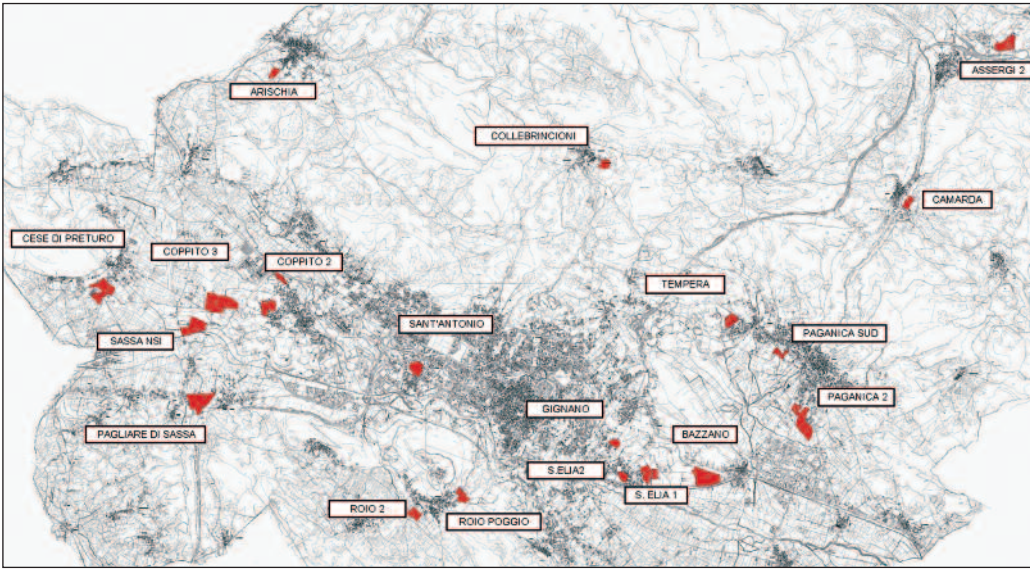 ARISCHIA
ASSERGI 2
COLLEBRINCIONI
CAMARDA
CESE DI PRETURO
COPPITO 3
COPPITO 2
TEMPERA
SANT'ANTONIO
PAGANICA SUD
SASSA NSI
PAGANICA 2
GIGNANO
PAGLIARE DI SASSA
BAZZANO
S.ELIA2
S. ELIA 1
ROIO 2
ROIO POGGIO